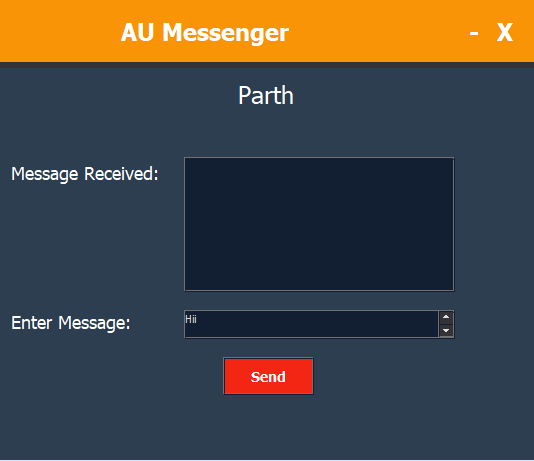 AU Messenger - X
Parth
Message Received:
Enter Message: Hii
Send